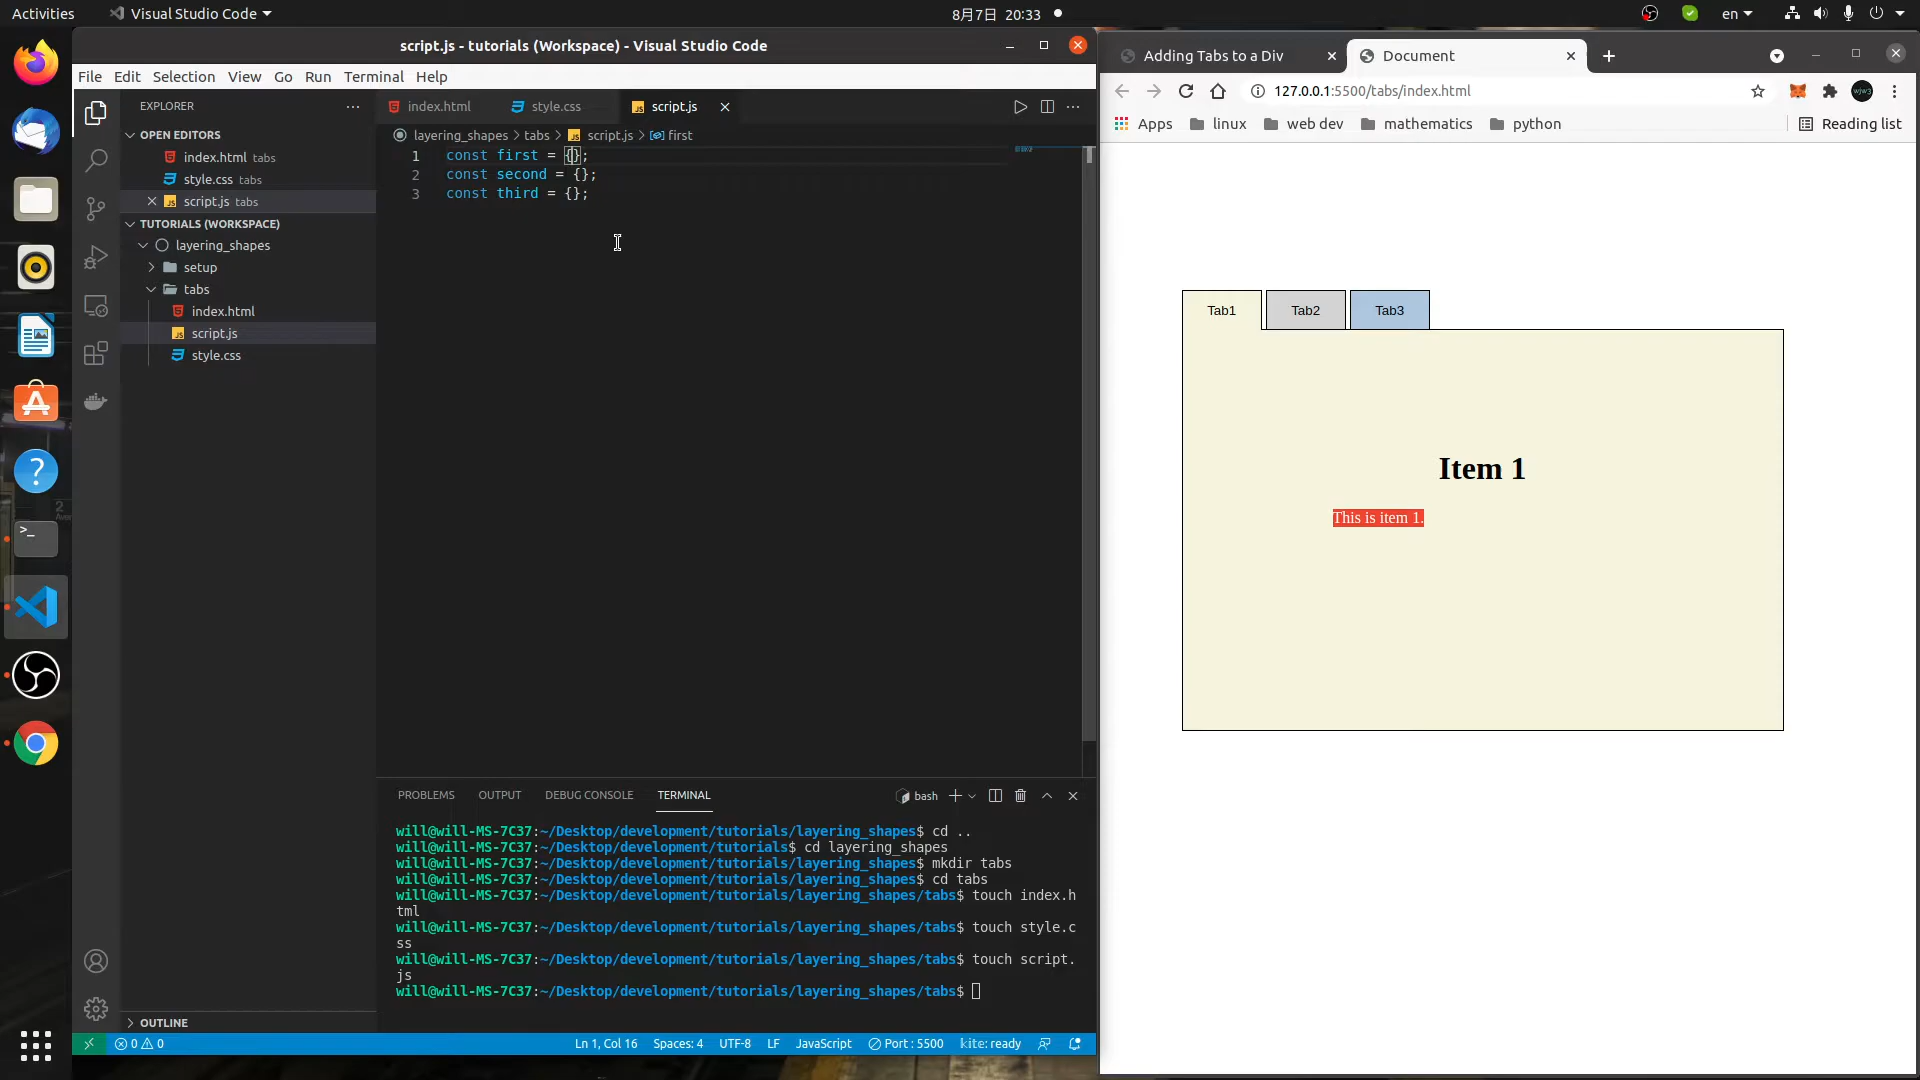 Activities
Visual Studio Code
8月7日 20:33
en
script.js - tutorials (Workspace) - Visual Studio Code
File Edit Selection View Go Run Terminal Help
EXPLORER
OPEN EDITORS
index.html tabs
style.css tabs
script.js tabs
TUTORIALS (WORKSPACE)
layering_shapes
setup
tabs
index.html
script.js
style.css
OUTLINE
index.html
style.css
script.js
layering_shapes > tabs > script.js > first
1 const first = {};
2 const second = {};
3 const third = {};
PROBLEMS OUTPUT DEBUG CONSOLE TERMINAL
bash
will@will-MS-7C37:~/Desktop/development/tutorials/layering_shapes$ cd ..
will@will-MS-7C37:~/Desktop/development/tutorials$ cd layering_shapes
will@will-MS-7C37:~/Desktop/development/tutorials/layering_shapes$ mkdir tabs
will@will-MS-7C37:~/Desktop/development/tutorials/layering_shapes$ cd tabs
will@will-MS-7C37:~/Desktop/development/tutorials/layering_shapes/tabs$ touch index.h
tml
will@will-MS-7C37:~/Desktop/development/tutorials/layering_shapes/tabs$ touch style.c
ss
will@will-MS-7C37:~/Desktop/development/tutorials/layering_shapes/tabs$ touch script.
js
will@will-MS-7C37:~/Desktop/development/tutorials/layering_shapes/tabs$
0 0
Ln 1, Col 16
Spaces: 4
UTF-8
LF
JavaScript
Port : 5500
kite: ready
Adding Tabs to a Div
Document
127.0.0.1:5500/tabs/index.html
Apps
linux
web dev
mathematics
python
Reading list
Tab1
Tab2
Tab3
Item 1
This is item 1.